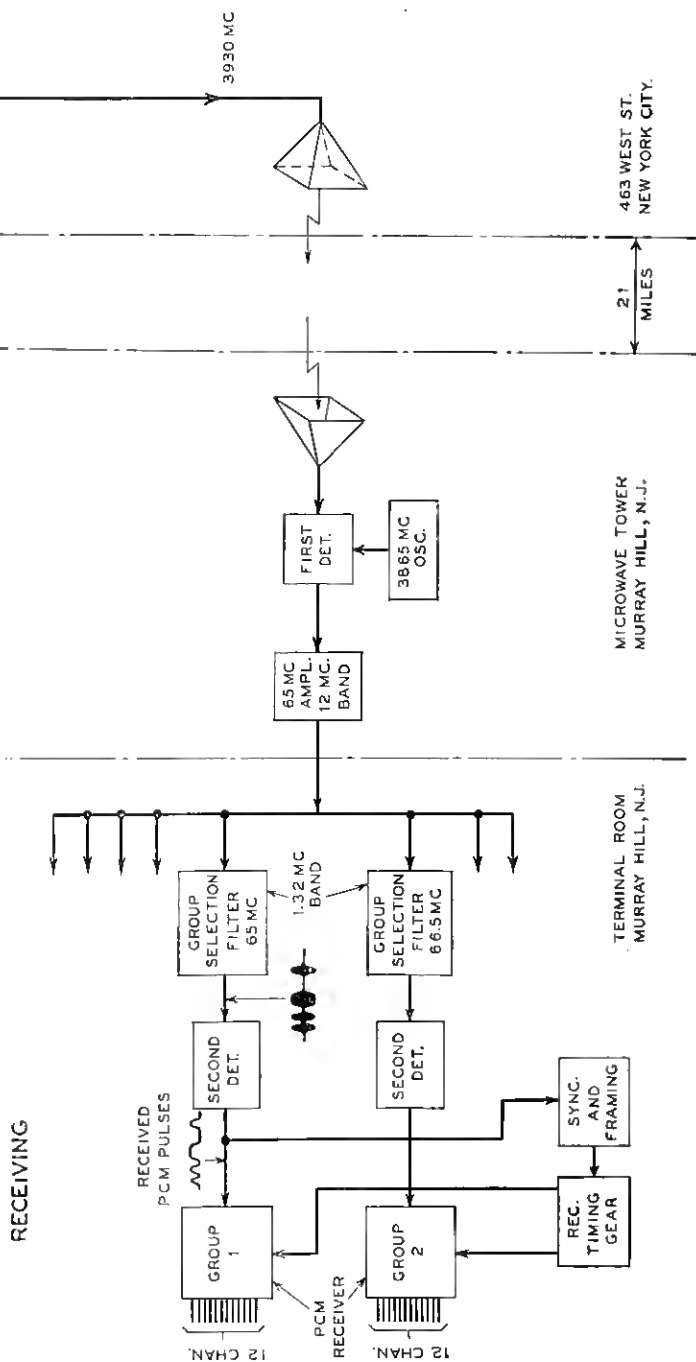 RECEIVING
12 CHAN.
12 CHAN.
PCM
RECEIVER
GROUP
1
GROUP
2
RECEIVED
PCM PULSES
SECOND
DET.
SECOND
DET.
REC.
TIMING
GEAR
SYNC.
AND
FRAMING
GROUP
SELECTION
FILTER
65 MC
1.32 MC
BAND
GROUP
SELECTION
FILTER
66.5 MC
TERMINAL ROOM
MURRAY HILL, N.J.
65 MC
AMPL.
12 MC.
BAND
FIRST
DET.
3865 MC
OSC.
MICROWAVE TOWER
MURRAY HILL, N.J.
21
MILES
3930 MC
463 WEST ST.
NEW YORK CITY.